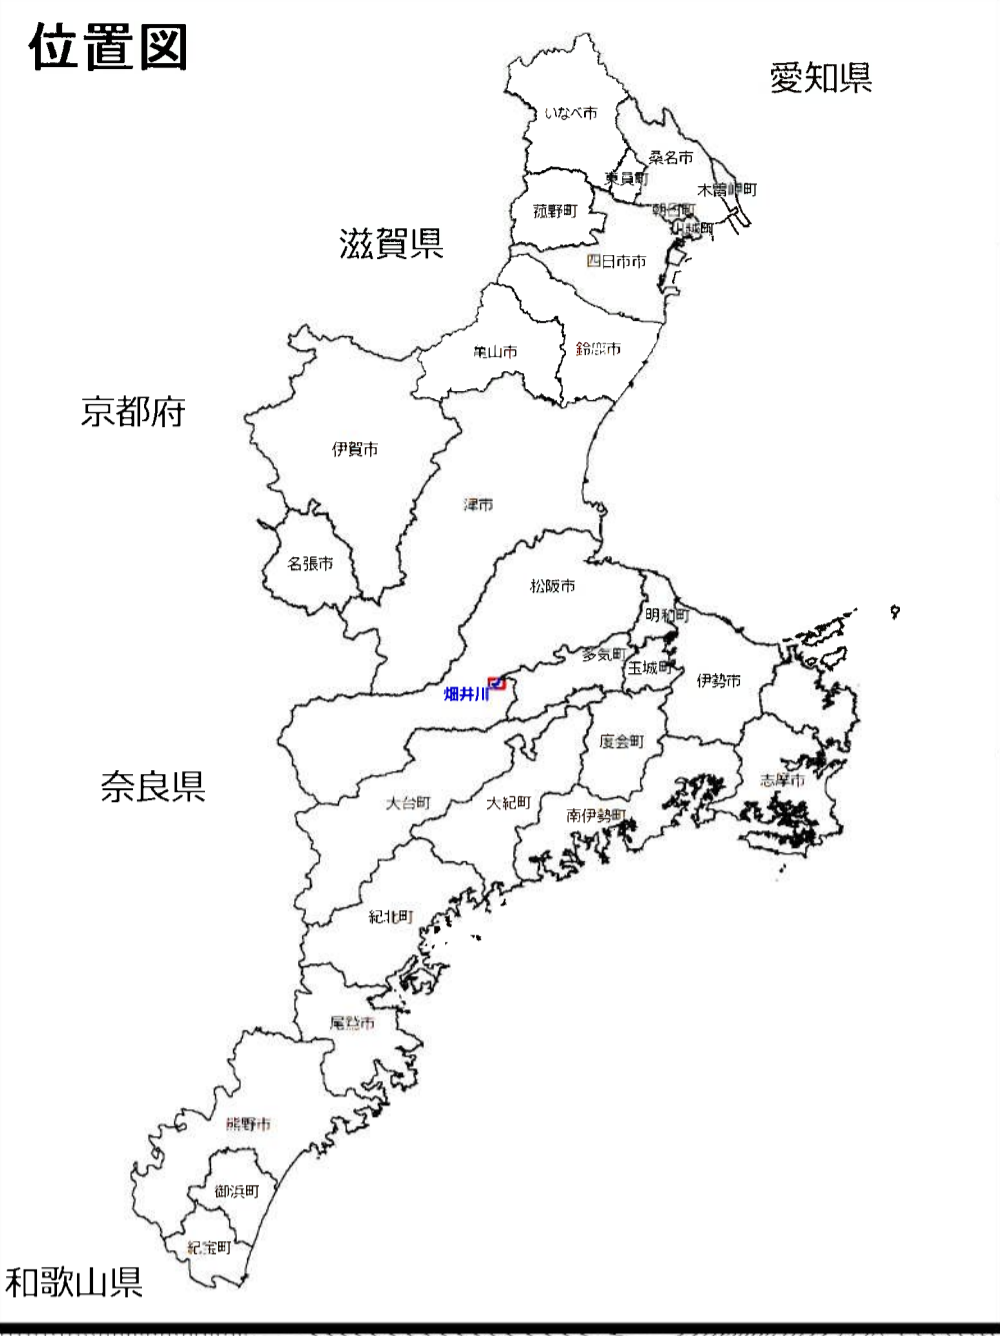 位置図
愛知県
いなべ市
桑名市
東員町
木曽岬町
菰野町
朝日町
川越町
滋賀県
四日市市
亀山市
鈴鹿市
京都府
伊賀市
津市
名張市
松阪市
明和町
多気町
玉城町
伊勢市
畑井川
度会町
奈良県
志摩市
大台町
大紀町
南伊勢町
紀北町
尾鷲市
熊野市
御浜町
紀宝町
和歌山県